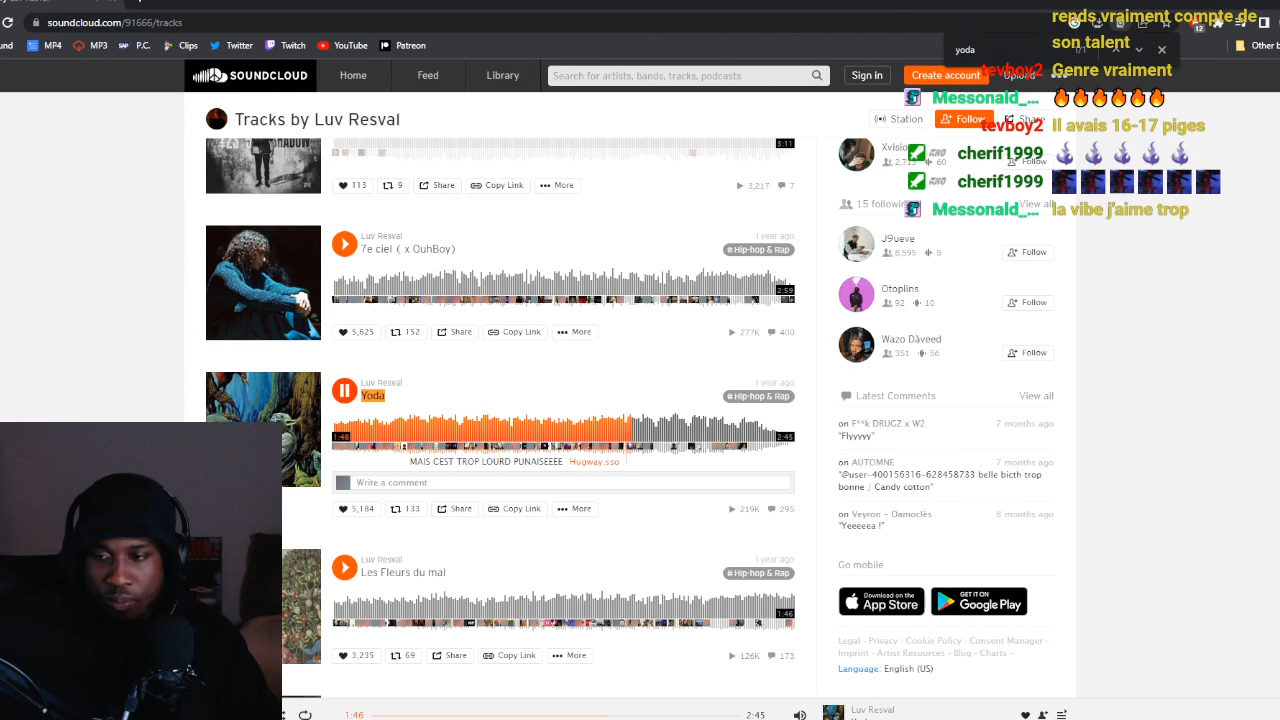 soundcloud.com/91666/tracks
und MP4 MP3 P.C. Clips Twitter Twitch YouTube Patreon
Other b
yoda
1/1
rends vraiment compte de
son talent
tevboy2 Genre vraiment
Messonald_... 🔥🔥🔥🔥🔥🔥
tevboy2 Il avais 16-17 piges
cherif1999
cherif1999
Messonald_... la vibe j'aime trop
SOUNDCLOUD Home Feed Library Search for artists, bands, tracks, podcasts Sign in Create account Upload
Tracks by Luv Resval
Station Follow Share
3:11
113 9 Share Copy Link More 3,217 7
Luv Resval 1 year ago
7e ciel ( x OuhBoy) # Hip-hop & Rap
2:59
5,625 152 Share Copy Link More 277K 400
Luv Resval 1 year ago
Yoda # Hip-hop & Rap
1:46 2:45
MAIS CEST TROP LOURD PUNAISEEEE Hugway.sso
Write a comment
5,184 133 Share Copy Link More 219K 295
Luv Resval 1 year ago
Les Fleurs du mal # Hip-hop & Rap
1:46
3,235 69 Share Copy Link More 126K 173
60 Follow
15 following View all
J9ueve
8,595 5 Follow
Otoplins
92 10 Follow
Wazo Dàveed
351 56 Follow
Latest Comments View all
on F**k DRUGZ x W2 7 months ago
"Flyyyyy"
on AUTOMNE 7 months ago
"@user-400156316-628458733 belle bicth trop
bonne / Candy cotton"
on Veyron - Damoclès 8 months ago
"Yeeeeea !"
Go mobile
Download on the App Store GET IT ON Google Play
Legal - Privacy - Cookie Policy - Consent Manager -
Imprint - Artist Resources - Blog - Charts -
Language: English (US)
1:46 2:45 Luv Resval